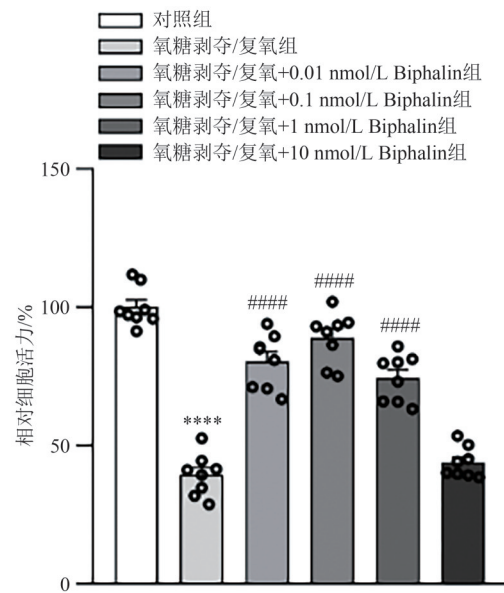 对照组
氧糖剥夺/复氧组
氧糖剥夺/复氧+0.01 nmol/L Biphalin组
氧糖剥夺/复氧+0.1 nmol/L Biphalin组
氧糖剥夺/复氧+1 nmol/L Biphalin组
氧糖剥夺/复氧+10 nmol/L Biphalin组
150
100
50
0
相对细胞活力/%
****
####
####
####